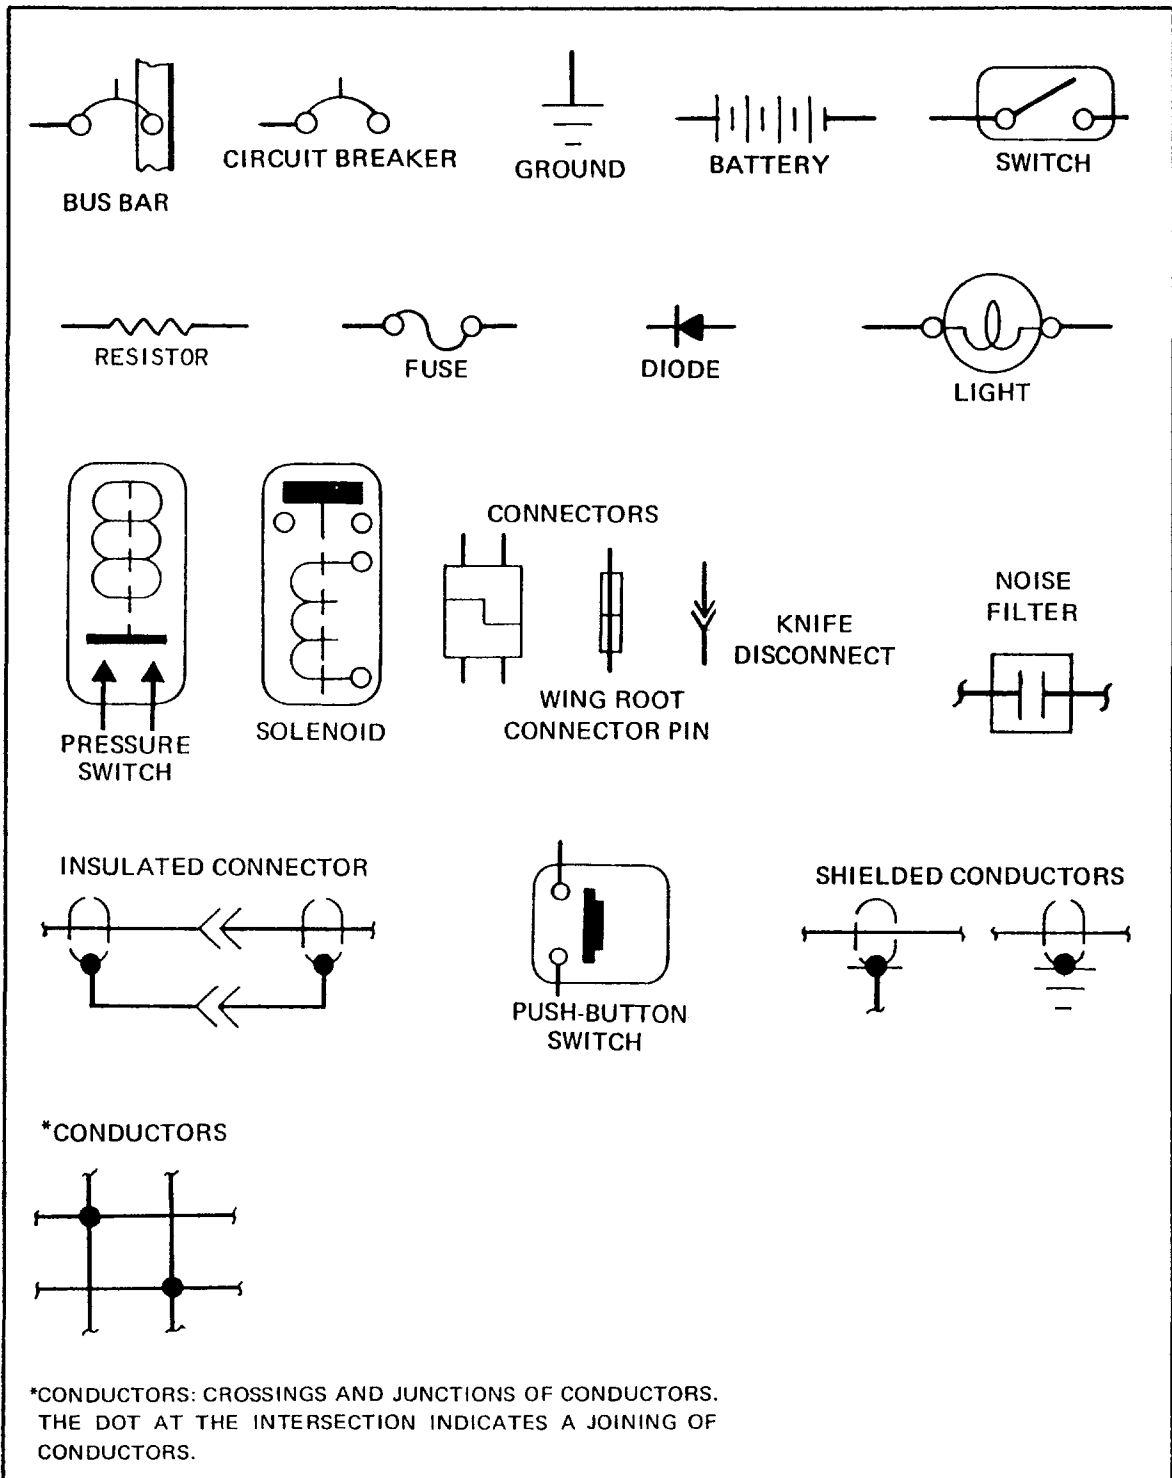 BUS BAR
CIRCUIT BREAKER
GROUND
BATTERY
SWITCH
RESISTOR
FUSE
DIODE
LIGHT
PRESSURE
SWITCH
SOLENOID
CONNECTORS
WING ROOT
CONNECTOR PIN
KNIFE
DISCONNECT
NOISE
FILTER
INSULATED CONNECTOR
PUSH-BUTTON
SWITCH
SHIELDED CONDUCTORS
*CONDUCTORS
*CONDUCTORS: CROSSINGS AND JUNCTIONS OF CONDUCTORS.
THE DOT AT THE INTERSECTION INDICATES A JOINING OF
CONDUCTORS.